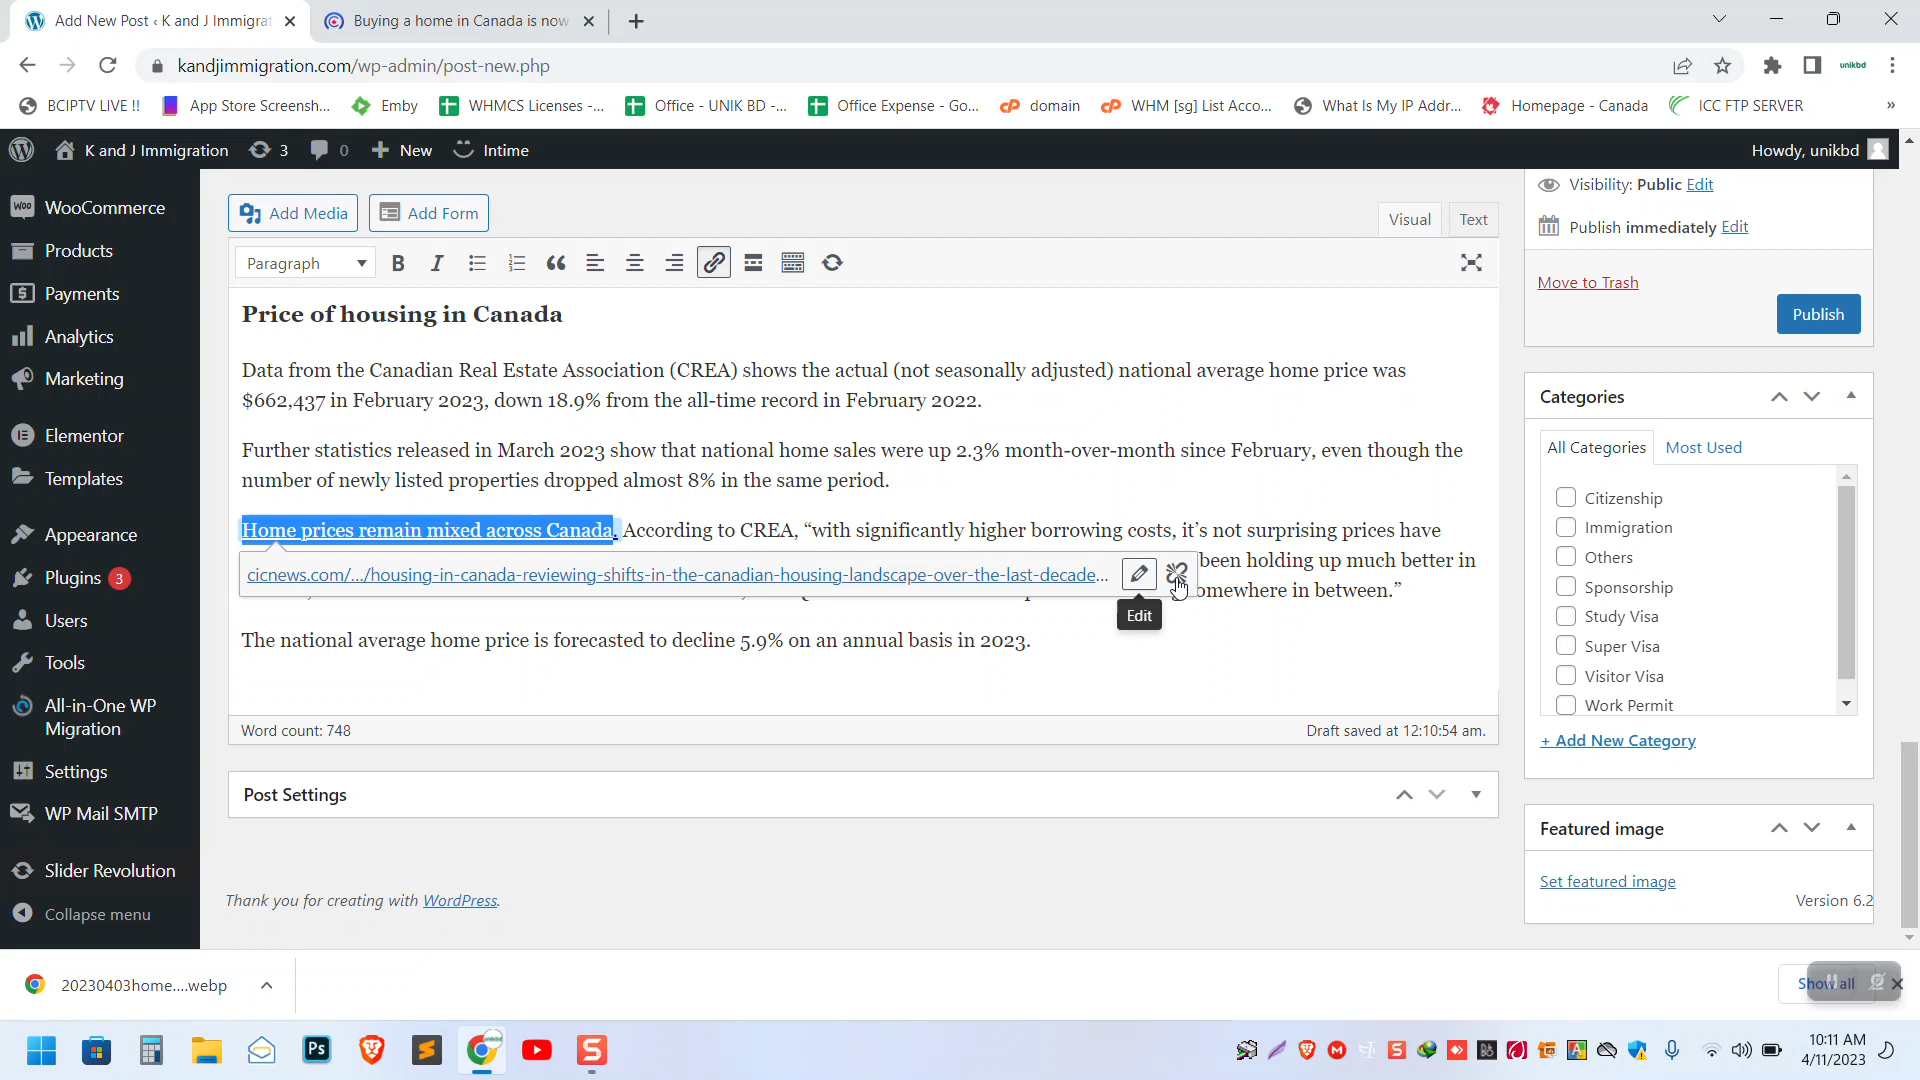 Add New Post ‹ K and J Immigrat
Buying a home in Canada is now
kandjimmigration.com/wp-admin/post-new.php
unikbd
BCIPTV LIVE !!
App Store Screensh...
Emby
WHMCS Licenses -...
Office - UNIK BD -...
Office Expense - Go...
domain
WHM [sg] List Acco...
What Is My IP Addr...
Homepage - Canada
ICC FTP SERVER
»
K and J Immigration
3
0
New
Intime
Howdy, unikbd
WooCommerce
Products
Payments
Analytics
Marketing
Elementor
Templates
Appearance
Plugins 3
Users
Tools
All-in-One WP
Migration
Settings
WP Mail SMTP
Slider Revolution
Collapse menu
Add Media
Add Form
Visual
Text
Paragraph
Price of housing in Canada
Data from the Canadian Real Estate Association (CREA) shows the actual (not seasonally adjusted) national average home price was
$662,437 in February 2023, down 18.9% from the all-time record in February 2022.
Further statistics released in March 2023 show that national home sales were up 2.3% month-over-month since February, even though the
number of newly listed properties dropped almost 8% in the same period.
Home prices remain mixed across Canada. According to CREA, “with significantly higher borrowing costs, it’s not surprising prices have
been holding up much better in
cicnews.com/.../housing-in-canada-reviewing-shifts-in-the-canadian-housing-landscape-over-the-last-decade...
omewhere in between.”
Edit
The national average home price is forecasted to decline 5.9% on an annual basis in 2023.
Word count: 748
Draft saved at 12:10:54 am.
Post Settings
Thank you for creating with WordPress.
Visibility: Public Edit
Publish immediately Edit
Move to Trash
Publish
Categories
All Categories
Most Used
Citizenship
Immigration
Others
Sponsorship
Study Visa
Super Visa
Visitor Visa
Work Permit
+ Add New Category
Featured image
Set featured image
Version 6.2
20230403home....webp
Show all
10:11 AM
4/11/2023